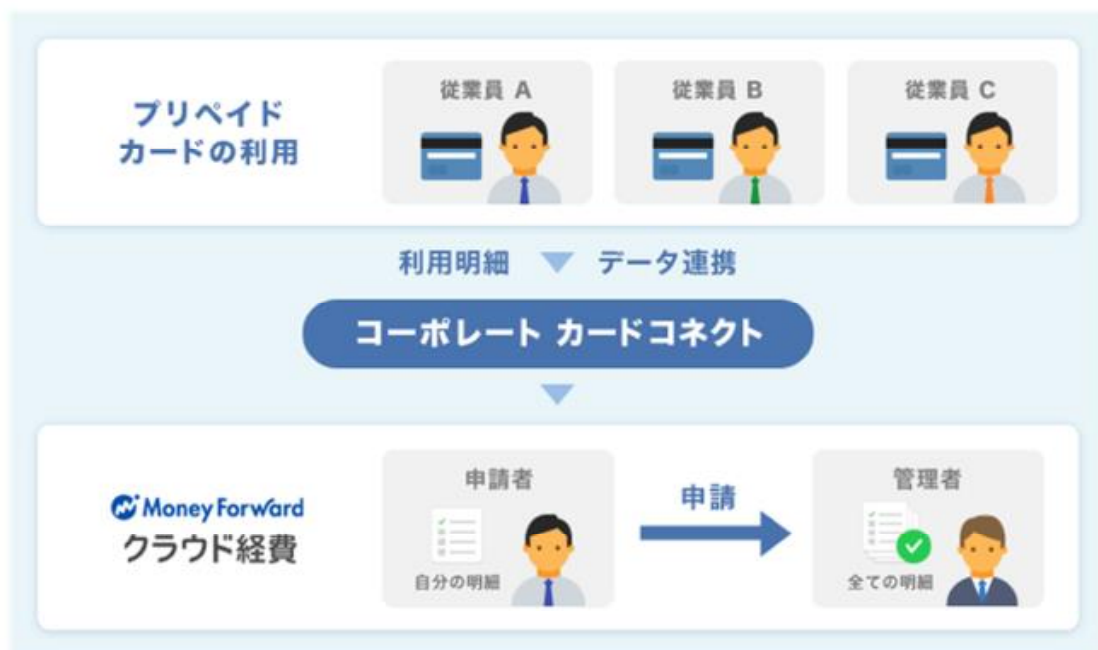 プリペイド
カードの利用
従業員 A
従業員 B
従業員 C
利用明細
データ連携
コーポレート カードコネクト
Money Forward
クラウド経費
申請者
自分の明細
申請
管理者
全ての明細